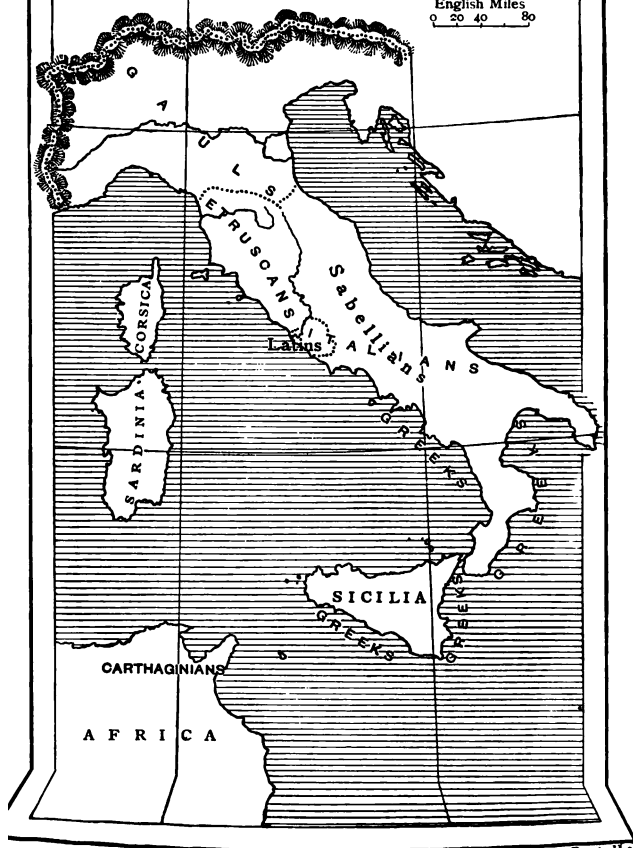 English Miles
0 20 40 80
GAULS
ETRUSCANS
Sabellians
ITALIANS
Latins
CORSICA
SARDINIA
GREEKS
GREEKS
SICILIA
GREEKS
GREEKS
CARTHAGINIANS
AFRICA